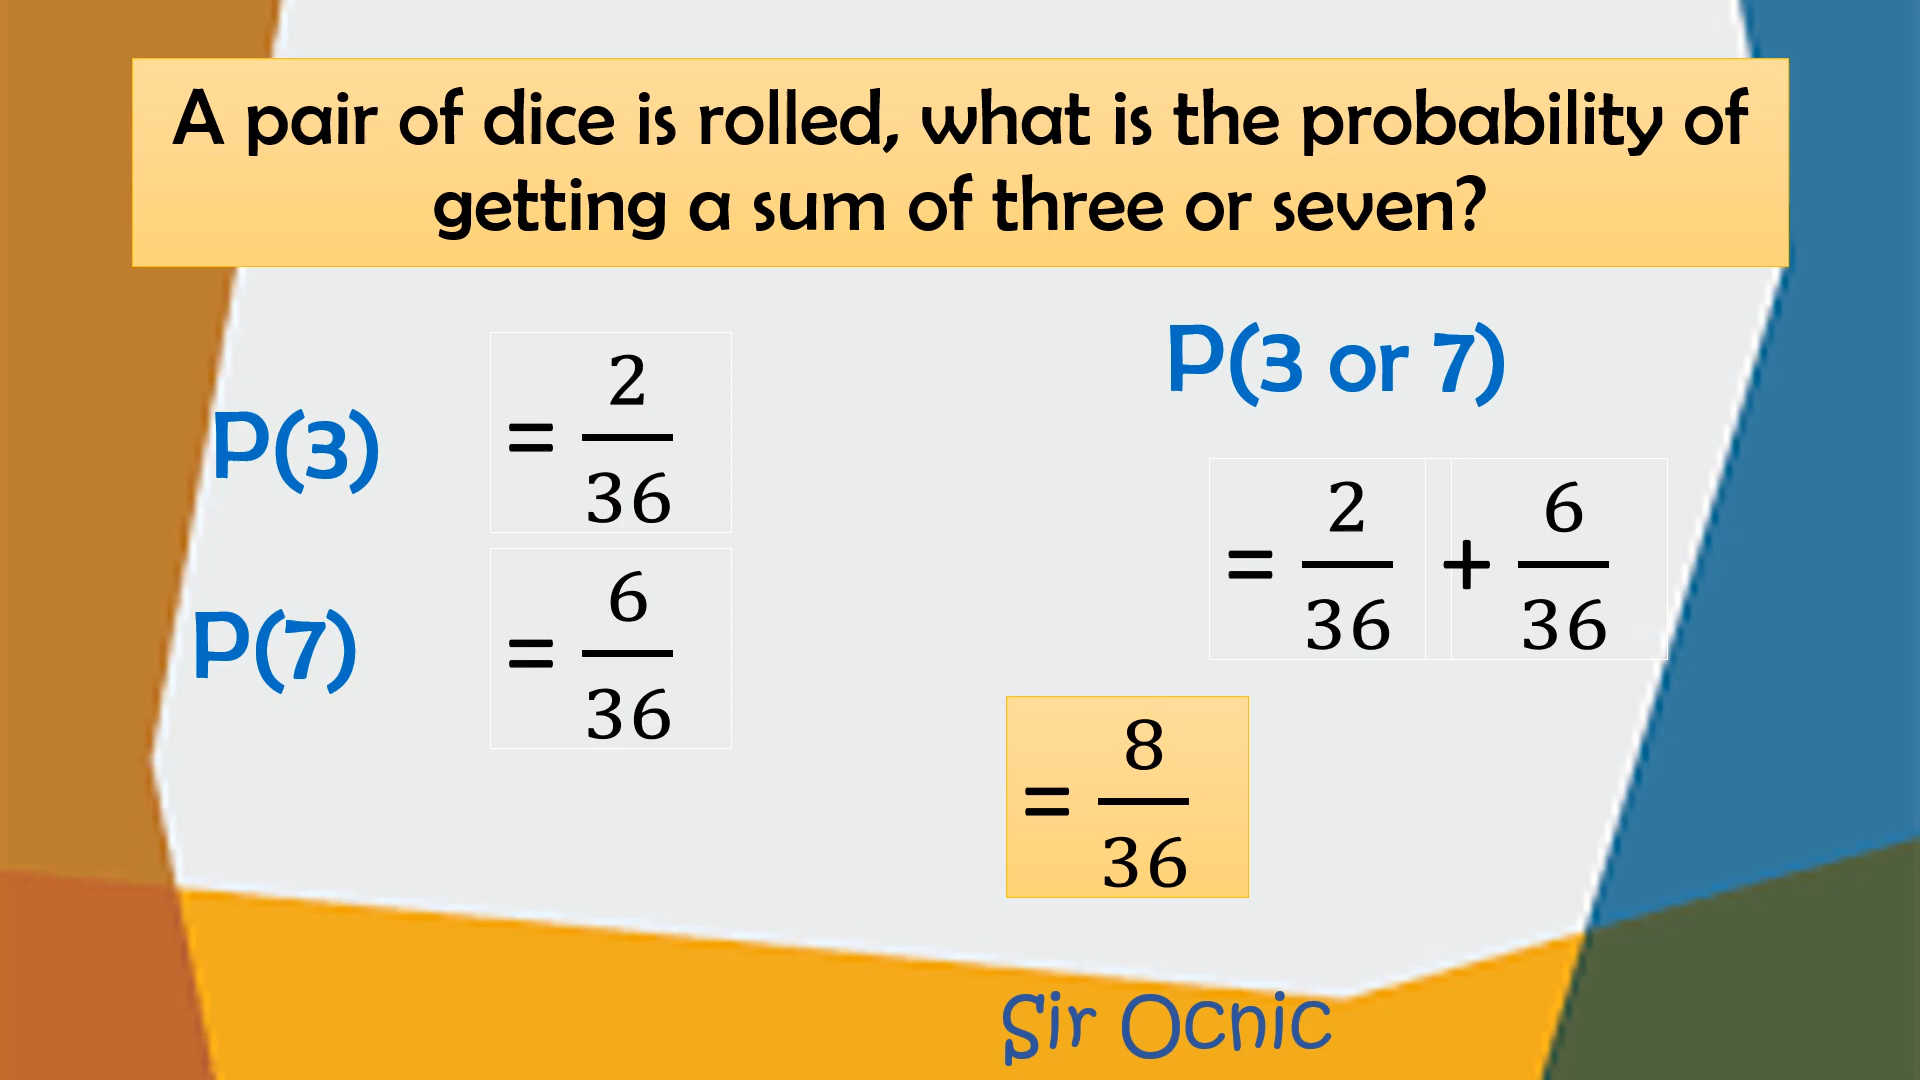 A pair of dice is rolled, what is the probability of
getting a sum of three or seven?
P(3) = 2/36
P(7) = 6/36
P(3 or 7)
= 2/36 + 6/36
= 8/36
Sir Ocnic